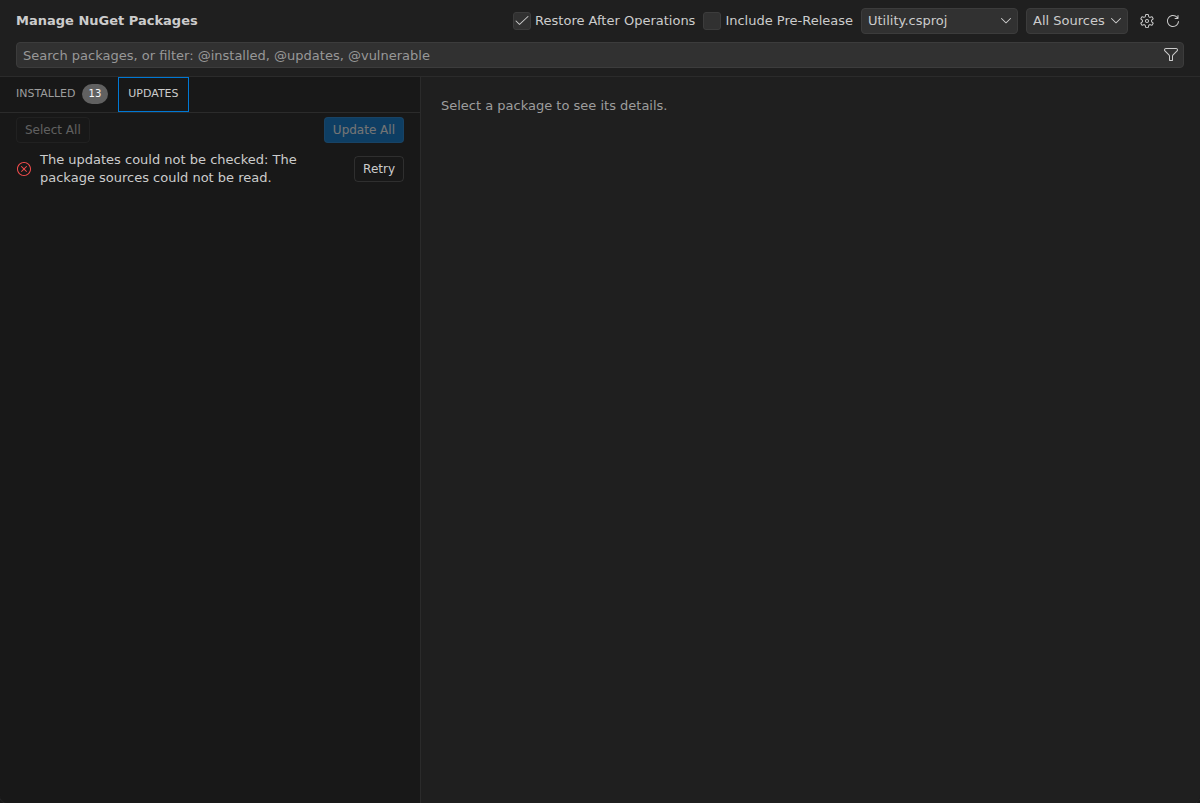 Manage NuGet Packages
Restore After Operations
Include Pre-Release
Utility.csproj
All Sources
Search packages, or filter: @installed, @updates, @vulnerable
INSTALLED 13
UPDATES
Select a package to see its details.
Select All
Update All
The updates could not be checked: The
package sources could not be read.
Retry